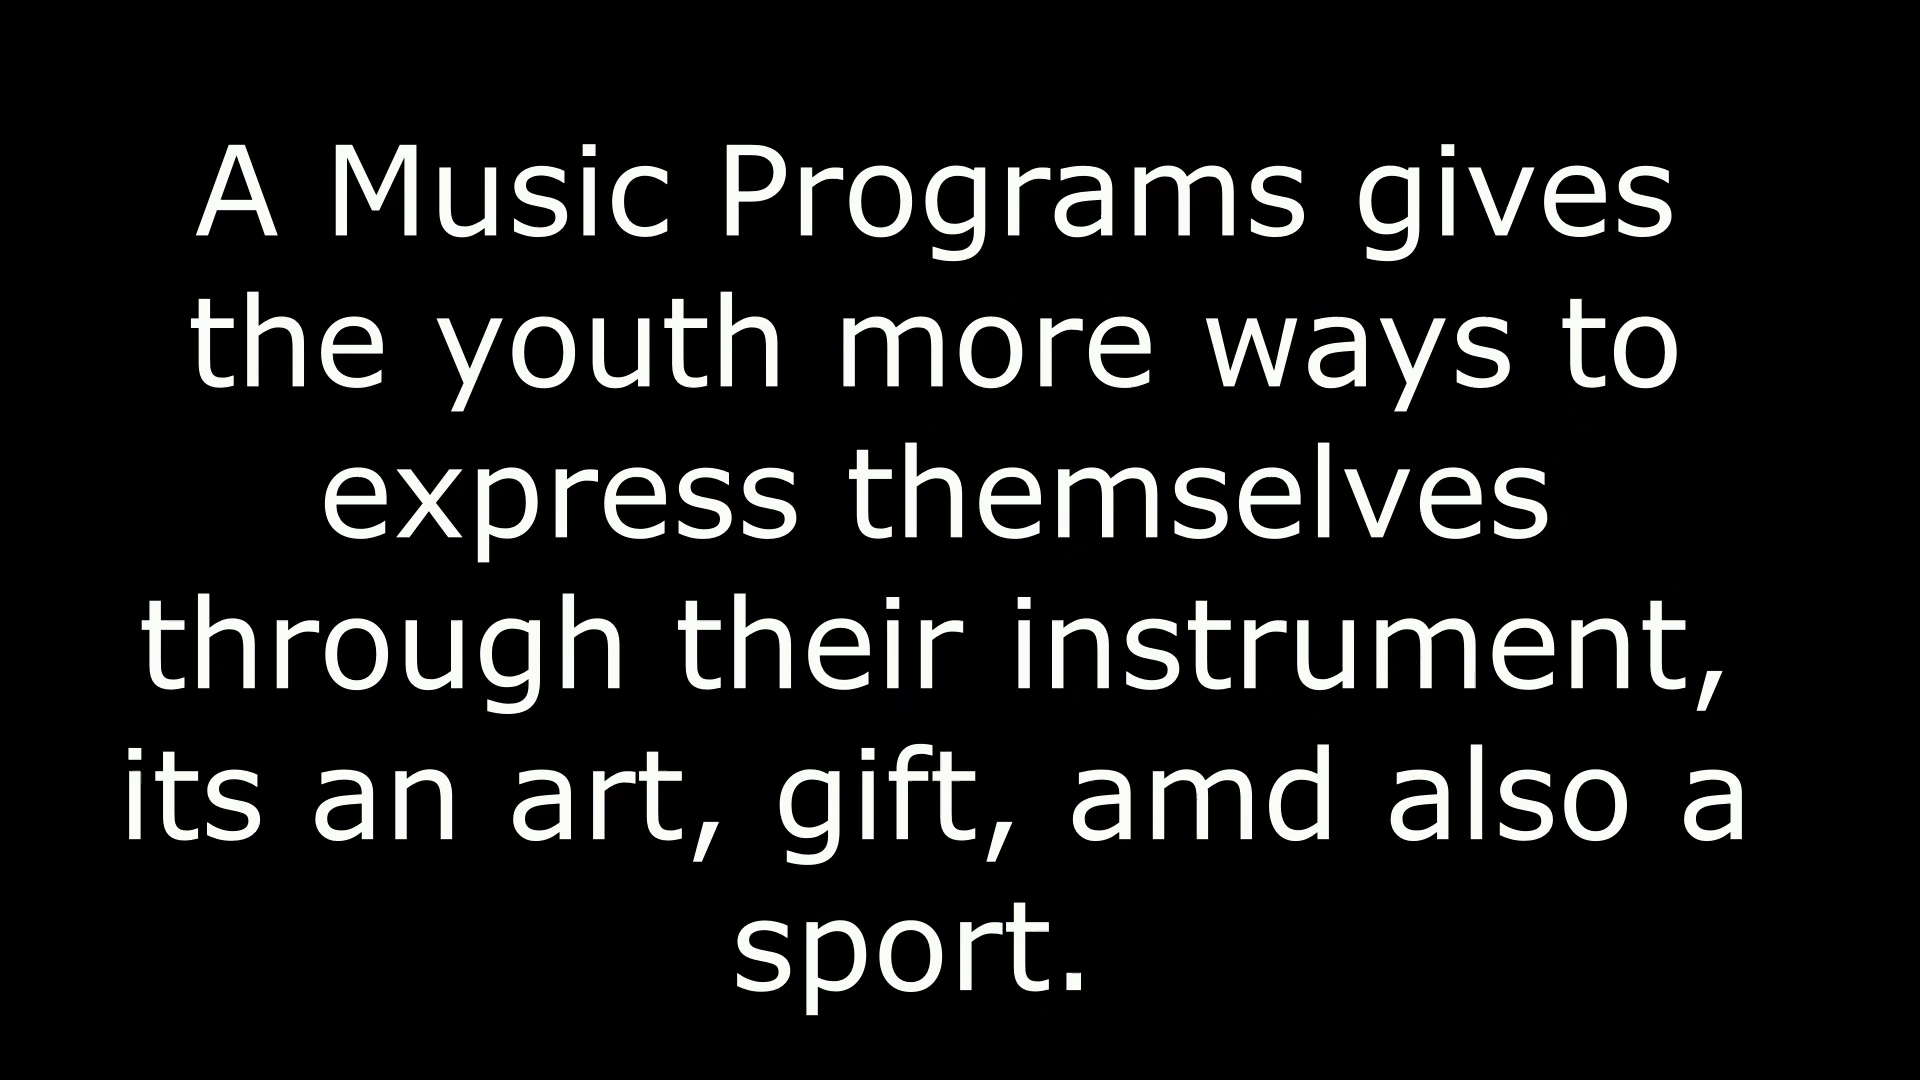 A Music Programs gives
the youth more ways to
express themselves
through their instrument,
its an art, gift, amd also a
sport.